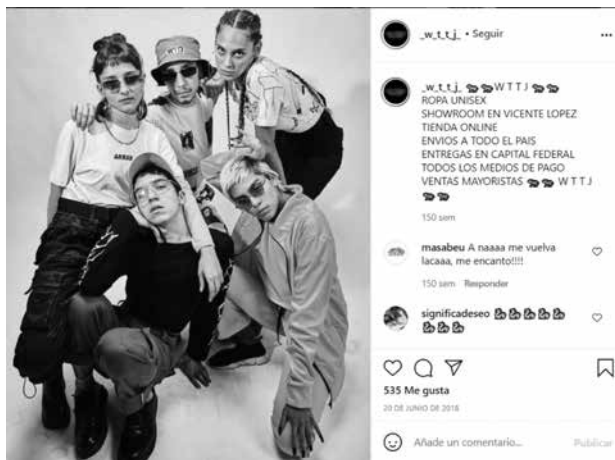 _w_t_t_j_ • Seguir
_w_t_t_j_ W T T J
ROPA UNISEX
SHOWROOM EN VICENTE LOPEZ
TIENDA ONLINE
ENVIOS A TODO EL PAIS
ENTREGAS EN CAPITAL FEDERAL
TODOS LOS MEDIOS DE PAGO
VENTAS MAYORISTAS W T T J
150 sem
masabeu A naaaa me vuelva
lacaaa, me encanto!!!!
150 sem Responder
significadeseo
535 Me gusta
20 DE JUNIO DE 2018
Añade un comentario... Publicar